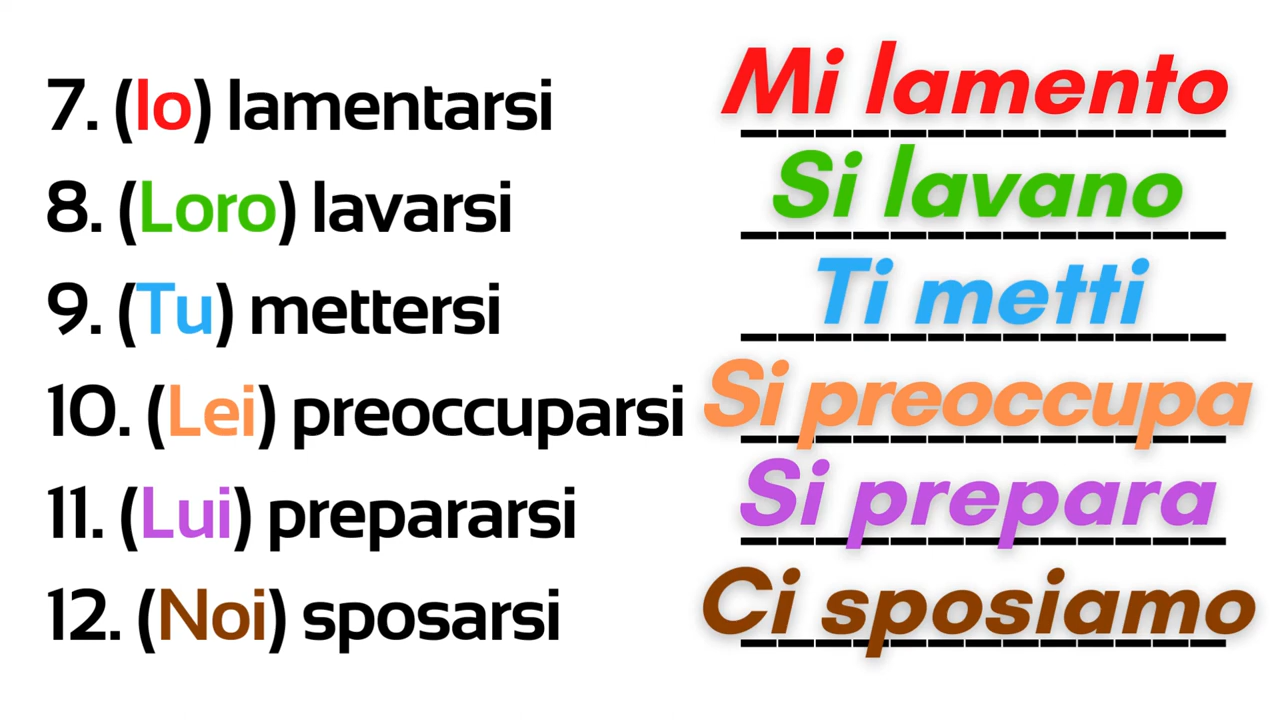 7. (Io) lamentarsi Mi lamento
8. (Loro) lavarsi Si lavano
9. (Tu) mettersi Ti metti
10. (Lei) preoccuparsi Si preoccupa
11. (Lui) prepararsi Si prepara
12. (Noi) sposarsi Ci sposiamo